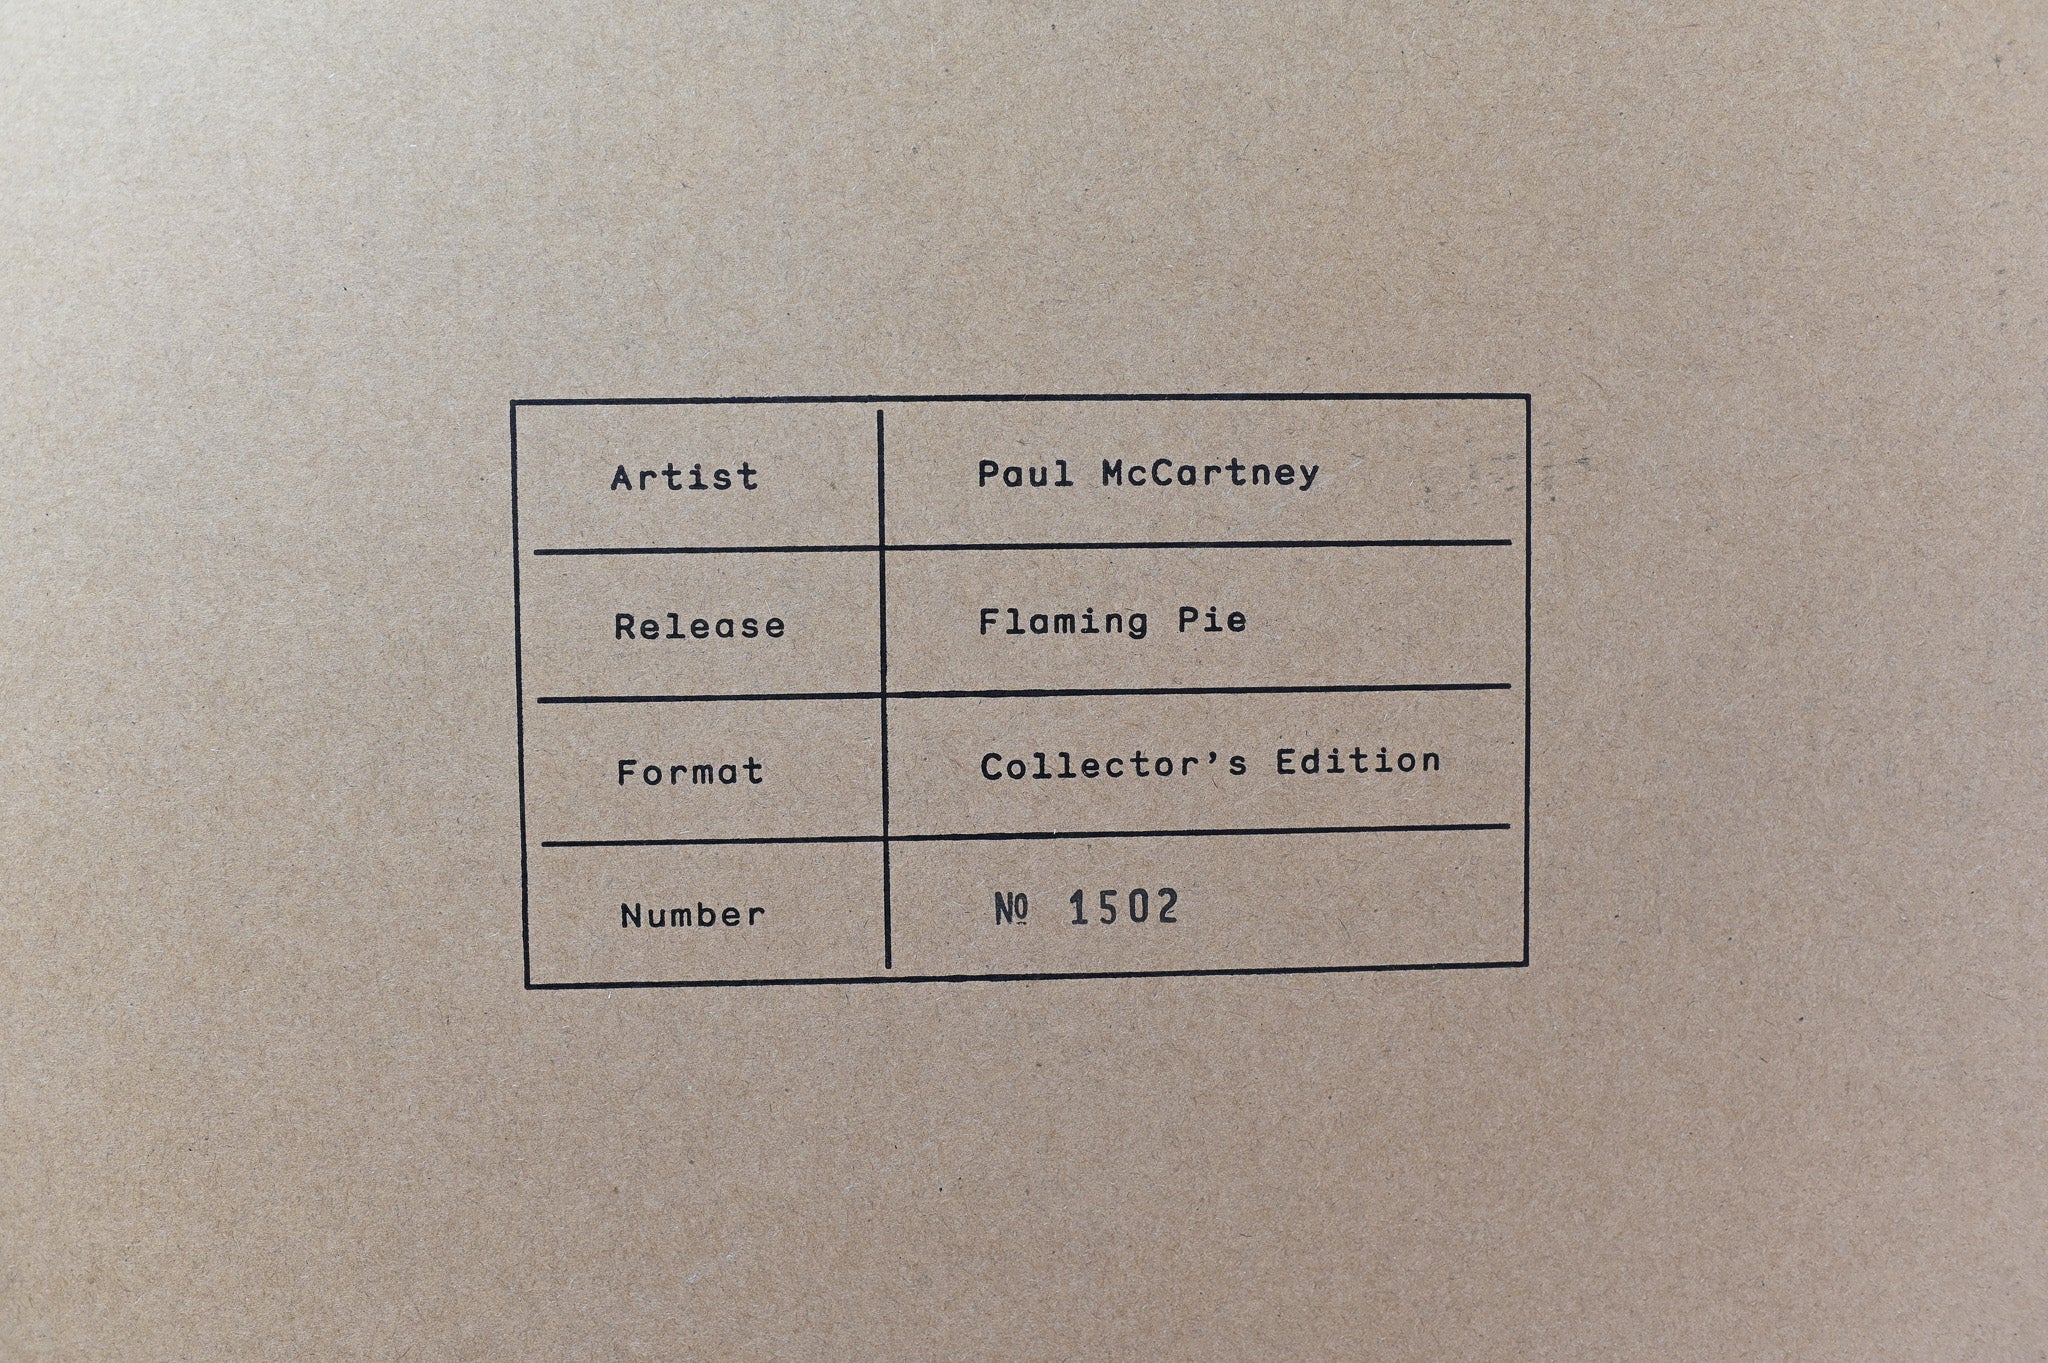 Artist Paul McCartney
Release Flaming Pie
Format Collector’s Edition
Number Nº 1502